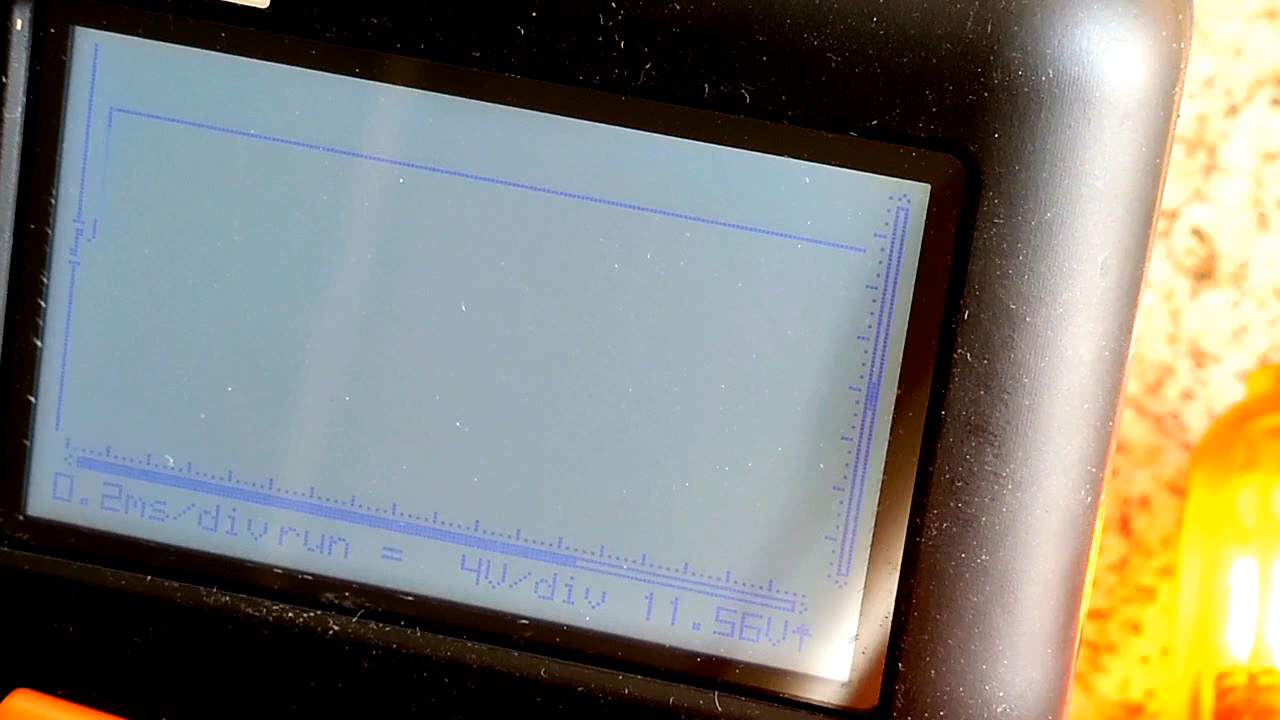 0.2ms/div run = 4V/div 11.56V↑